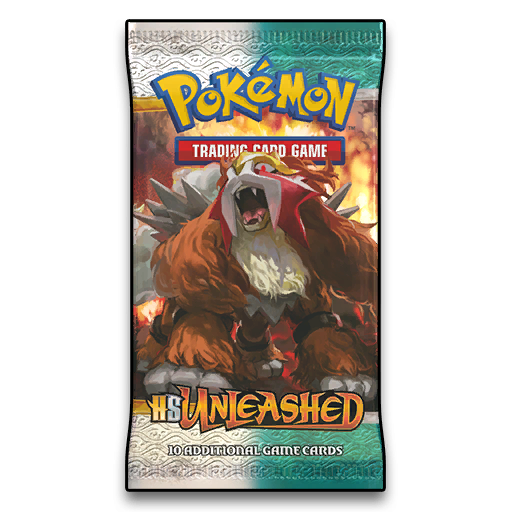 POKÉMON
TRADING CARD GAME
HS UNLEASHED
10 ADDITIONAL GAME CARDS